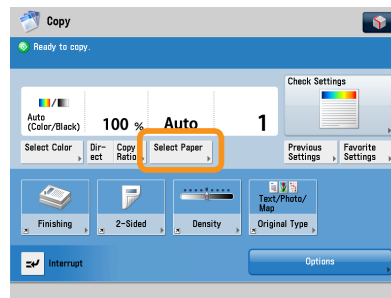 Copy
Ready to copy.
Check Settings
Auto
(Color/Black)
100 %
Auto
1
Select Color
Dir-
ect
Copy
Ratio
Select Paper
Previous
Settings
Favorite
Settings
Finishing
2-Sided
Density
Text/Photo/
Map
Original Type
Interrupt
Options